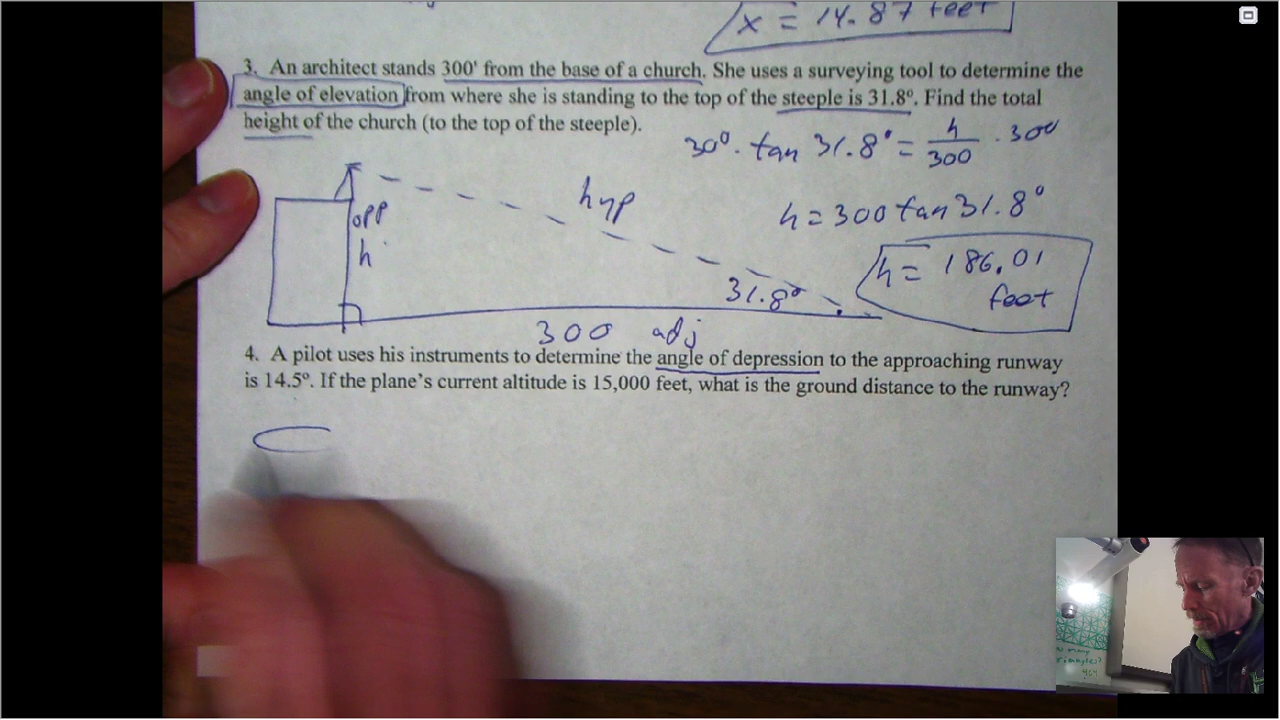 x = 14.87 feet
3. An architect stands 300' from the base of a church. She uses a surveying tool to determine the
angle of elevation from where she is standing to the top of the steeple is 31.8º. Find the total
height of the church (to the top of the steeple).
300 · tan 31.8° = h/300 · 300
h = 300 tan 31.8°
h = 186.01
feet
hyp
opp
h
31.8°
300 adj
4. A pilot uses his instruments to determine the angle of depression to the approaching runway
is 14.5º. If the plane's current altitude is 15,000 feet, what is the ground distance to the runway?